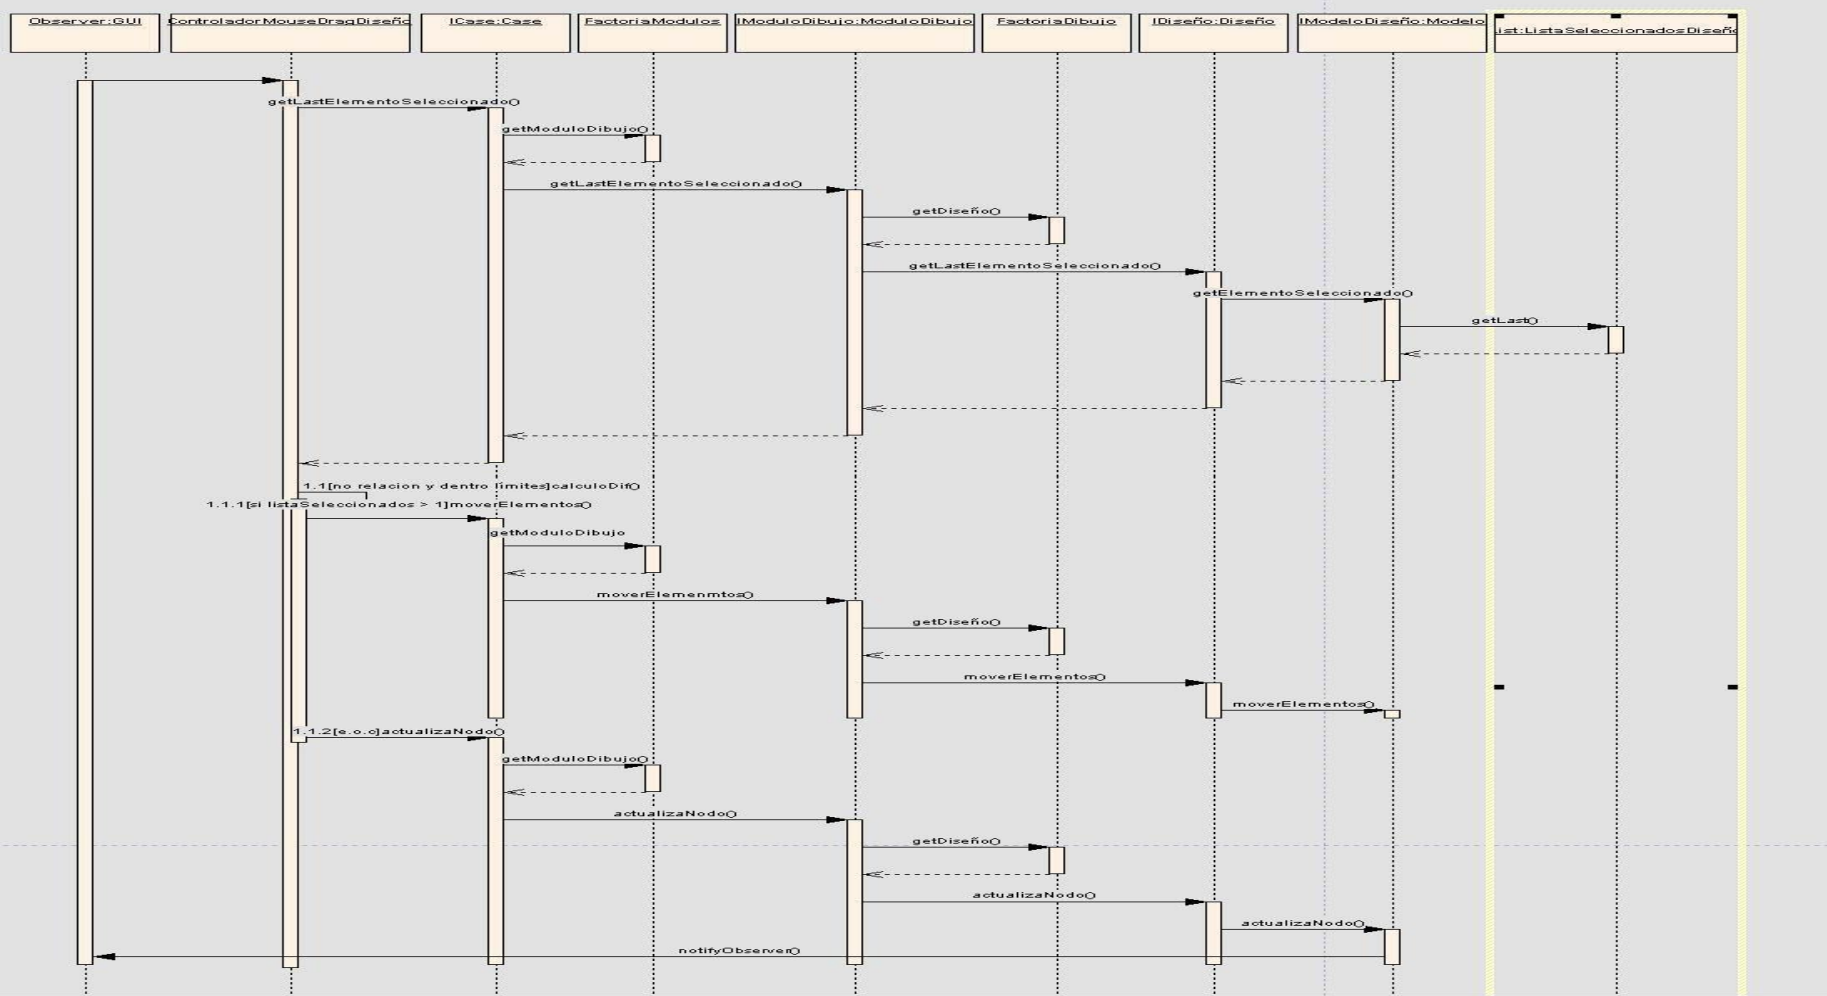 Observer:GUI
ControladorMouseDragDiseño
ICase:Case
FactoriaModulos
IModuloDibujo:ModuloDibujo
FactoriaDibujo
IDiseño:Diseño
IModeloDiseño:Modelo
ist:ListaSeleccionadosDiseño
getLastElementoSeleccionado()
getModuloDibujo()
getLastElementoSeleccionado()
getDiseño()
getLastElementoSeleccionado()
getElementoSeleccionado()
getLast()
1.1[no relacion y dentro limites]calculoDif()
1.1.1[si listaSeleccionados > 1]moverElementos()
getModuloDibujo
moverElemenmtos()
getDiseño()
moverElementos()
moverElementos()
1.1.2[e.o.c]actualizaNodo()
getModuloDibujo()
actualizaNodo()
getDiseño()
actualizaNodo()
actualizaNodo()
notifyObserver()